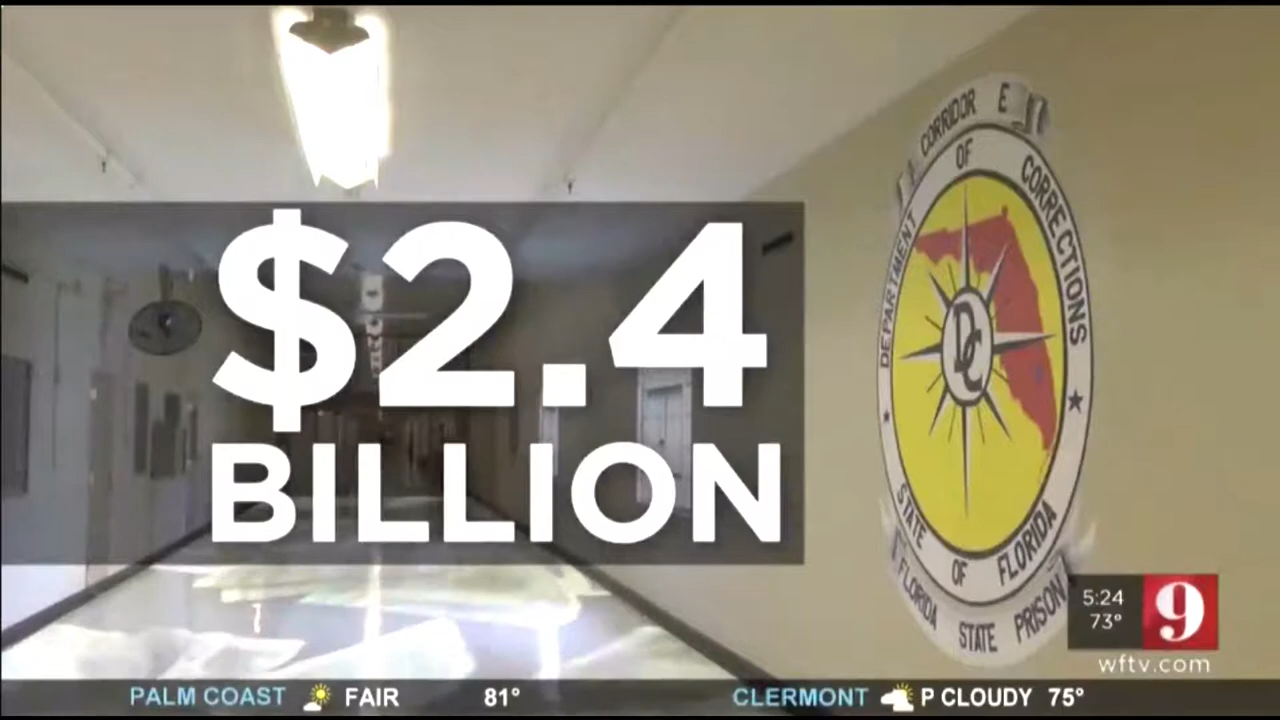 $2.4
BILLION
CORRIDOR E
DEPARTMENT OF CORRECTIONS
DC
STATE OF FLORIDA
FLORIDA STATE PRISON
5:24
73°
9
wftv.com
PALM COAST FAIR 81° CLERMONT P CLOUDY 75°